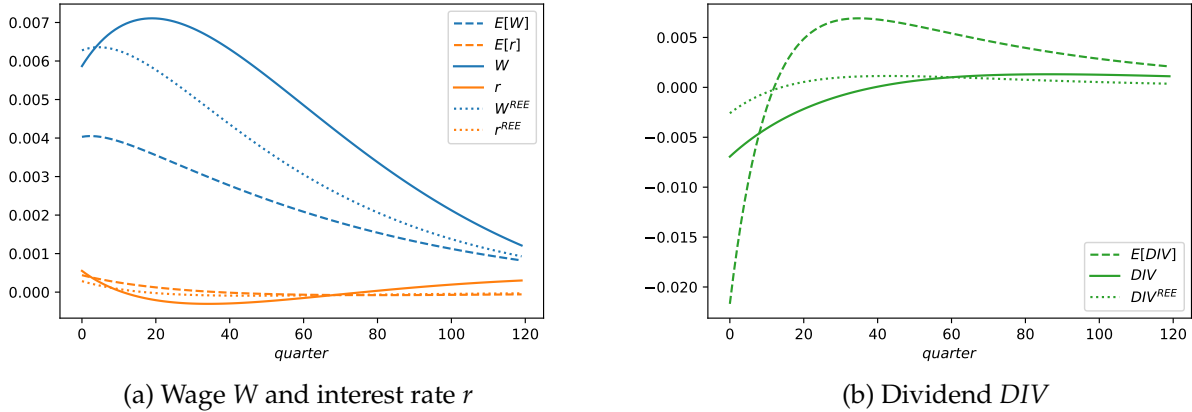 0.007
0.006
0.005
0.004
0.003
0.002
0.001
0.000
0
20
40
60
80
100
120
quarter
E[W]
E[r]
W
r
W^REE
r^REE
(a) Wage W and interest rate r
0.005
0.000
−0.005
−0.010
−0.015
−0.020
0
20
40
60
80
100
120
quarter
E[DIV]
DIV
DIV^REE
(b) Dividend DIV